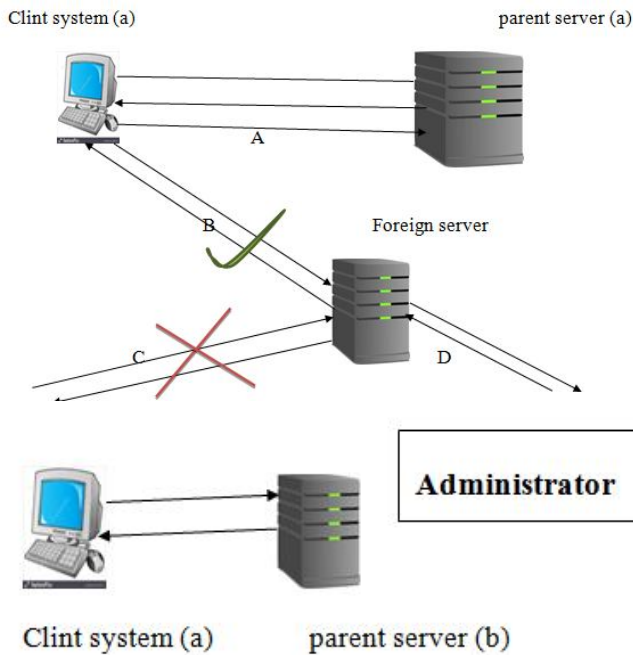 Clint system (a)
parent server (a)
A
B
Foreign server
C
D
Administrator
Clint system (a)
parent server (b)